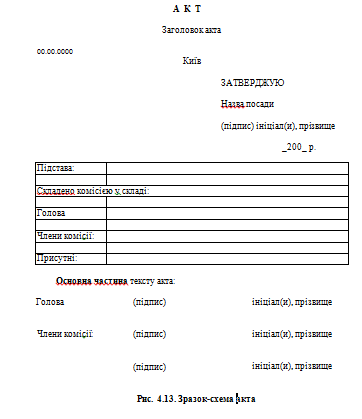 А К Т
Заголовок акта
00.00.0000
Київ
ЗАТВЕРДЖУЮ
Назва посади
(підпис) ініціал(и), прізвище
_200_ р.
Підстава:
Складено комісією у складі:
Голова
Члени комісії:
Присутні:
Основна частина тексту акта:
Голова (підпис) ініціал(и), прізвище
Члени комісії: (підпис) ініціал(и), прізвище
(підпис) ініціал(и), прізвище
Рис. 4.13. Зразок-схема акта